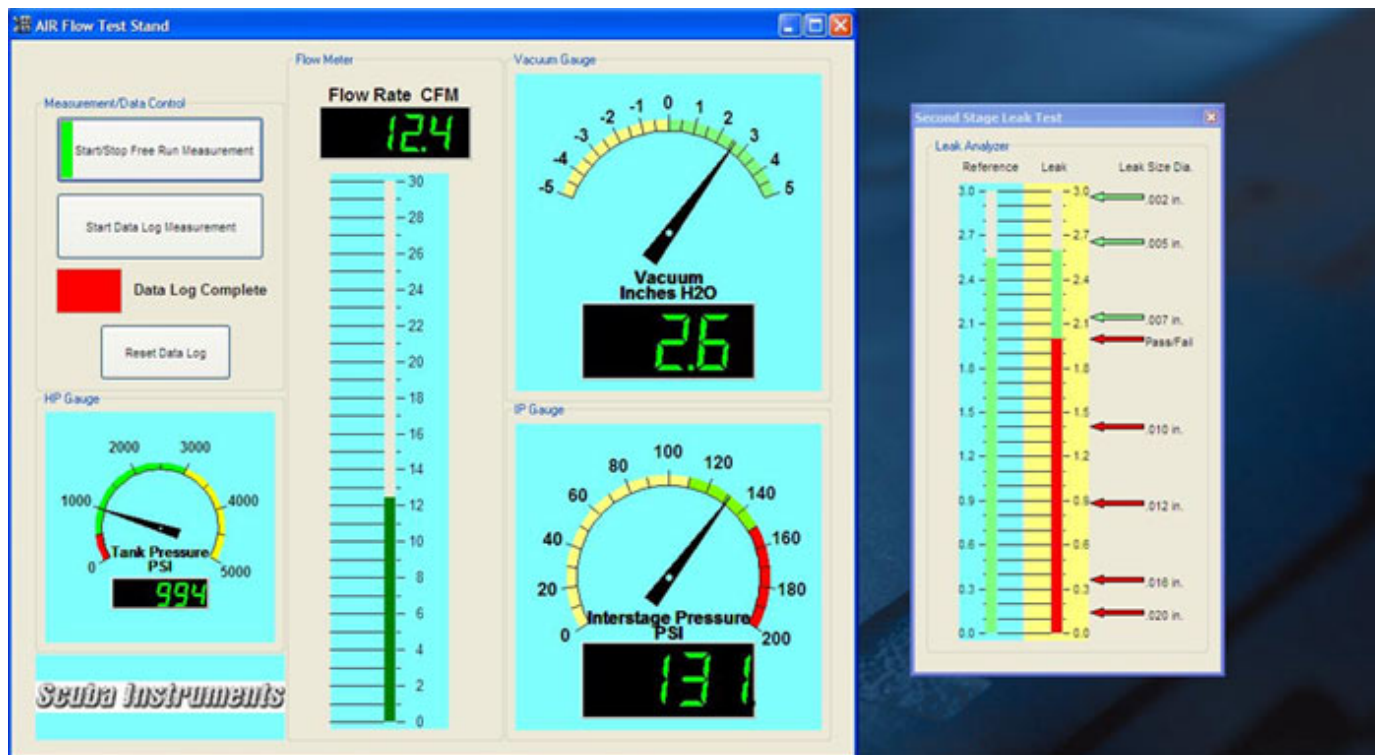 AIR Flow Test Stand
Measurement/Data Control
Start/Stop Free Run Measurement
Start Data Log Measurement
Data Log Complete
Reset Data Log
HP Gauge
0
1000
2000
3000
4000
5000
Tank Pressure
PSI
994
Scuba Instruments
Flow Meter
Flow Rate CFM
12.4
30
28
26
24
22
20
18
16
14
12
10
8
6
4
2
0
Vacuum Gauge
-5
-4
-3
-2
-1
0
1
2
3
4
5
Vacuum
Inches H2O
2.6
IP Gauge
0
20
40
60
80
100
120
140
160
180
200
Interstage Pressure
PSI
131.
Second Stage Leak Test
Leak Analyzer
Reference Leak Leak Size Dia.
3.0 3.0 .002 in.
2.7 2.7 .005 in.
2.4 2.4
2.1 2.1 .007 in.
Pass/Fail
1.8 1.8
1.5 1.5 .010 in.
1.2 1.2
0.9 0.9 .012 in.
0.6 0.6
0.3 0.3 .016 in.
.020 in.
0.0 0.0